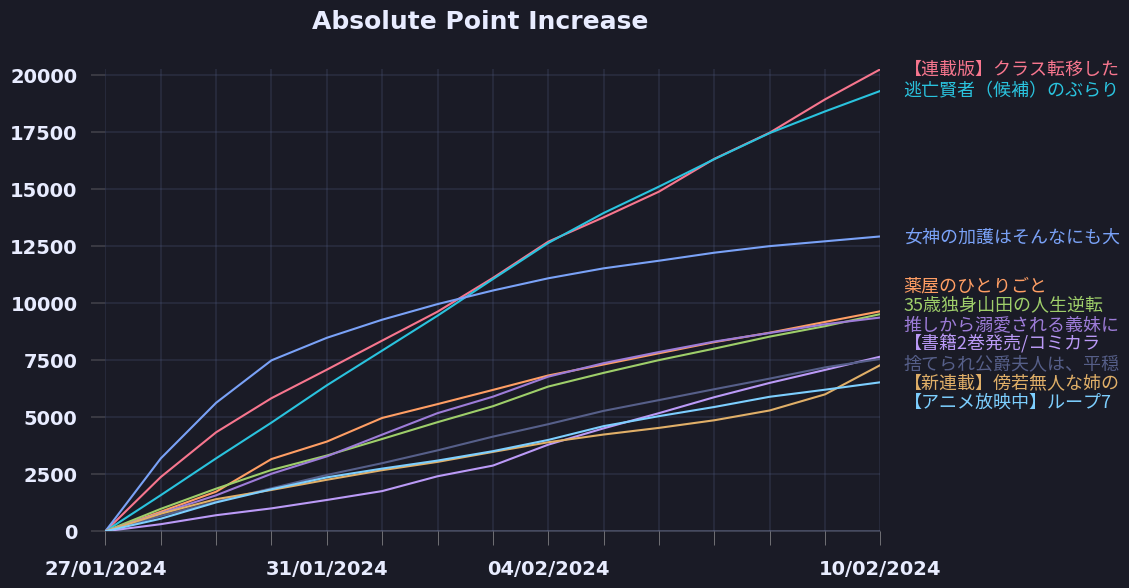 Absolute Point Increase
20000
17500
15000
12500
10000
7500
5000
2500
0
27/01/2024
31/01/2024
04/02/2024
10/02/2024
【連載版】クラス転移した
逃亡賢者（候補）のぶらり
女神の加護はそんなにも大
薬屋のひとりごと
35歳独身山田の人生逆転
推しから溺愛される義妹に
【書籍2巻発売/コミカラ
捨てられ公爵夫人は、平穏
【新連載】傍若無人な姉の
【アニメ放映中】ループ7